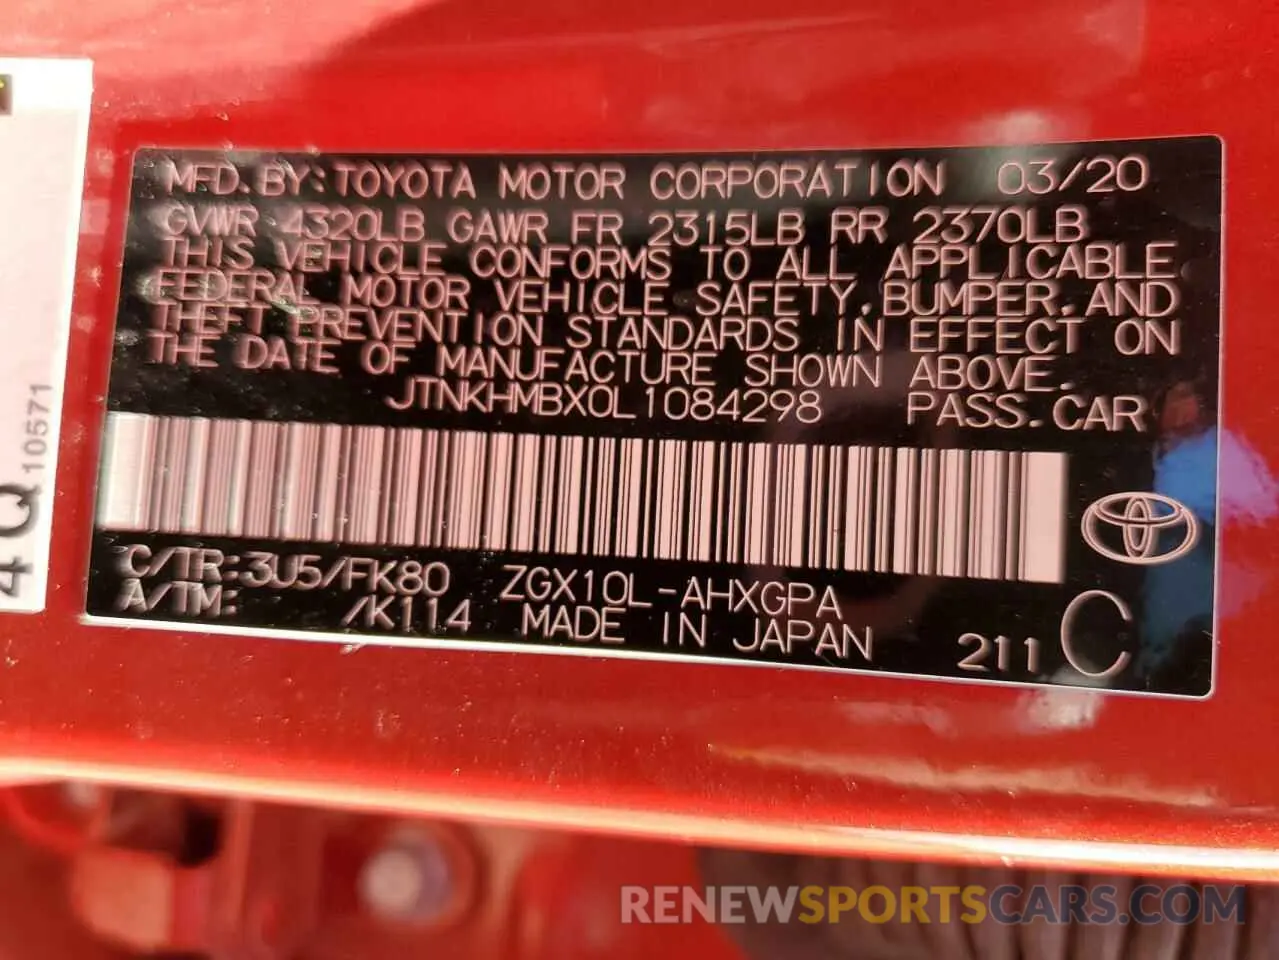 MFD. BY: TOYOTA MOTOR CORPORATION 03/20
GVWR 4320LB GAWR FR 2315LB RR 2370LB
THIS VEHICLE CONFORMS TO ALL APPLICABLE
FEDERAL MOTOR VEHICLE SAFETY, BUMPER, AND
THEFT PREVENTION STANDARDS IN EFFECT ON
THE DATE OF MANUFACTURE SHOWN ABOVE.
JTNKHMBX0L1084298 PASS. CAR
C/TR: 3U5/FK80 ZGX10L-AHXGPA
A/TM: /K114 MADE IN JAPAN 211 C
4 Q 10571
RENEWSPORTSCARS.COM